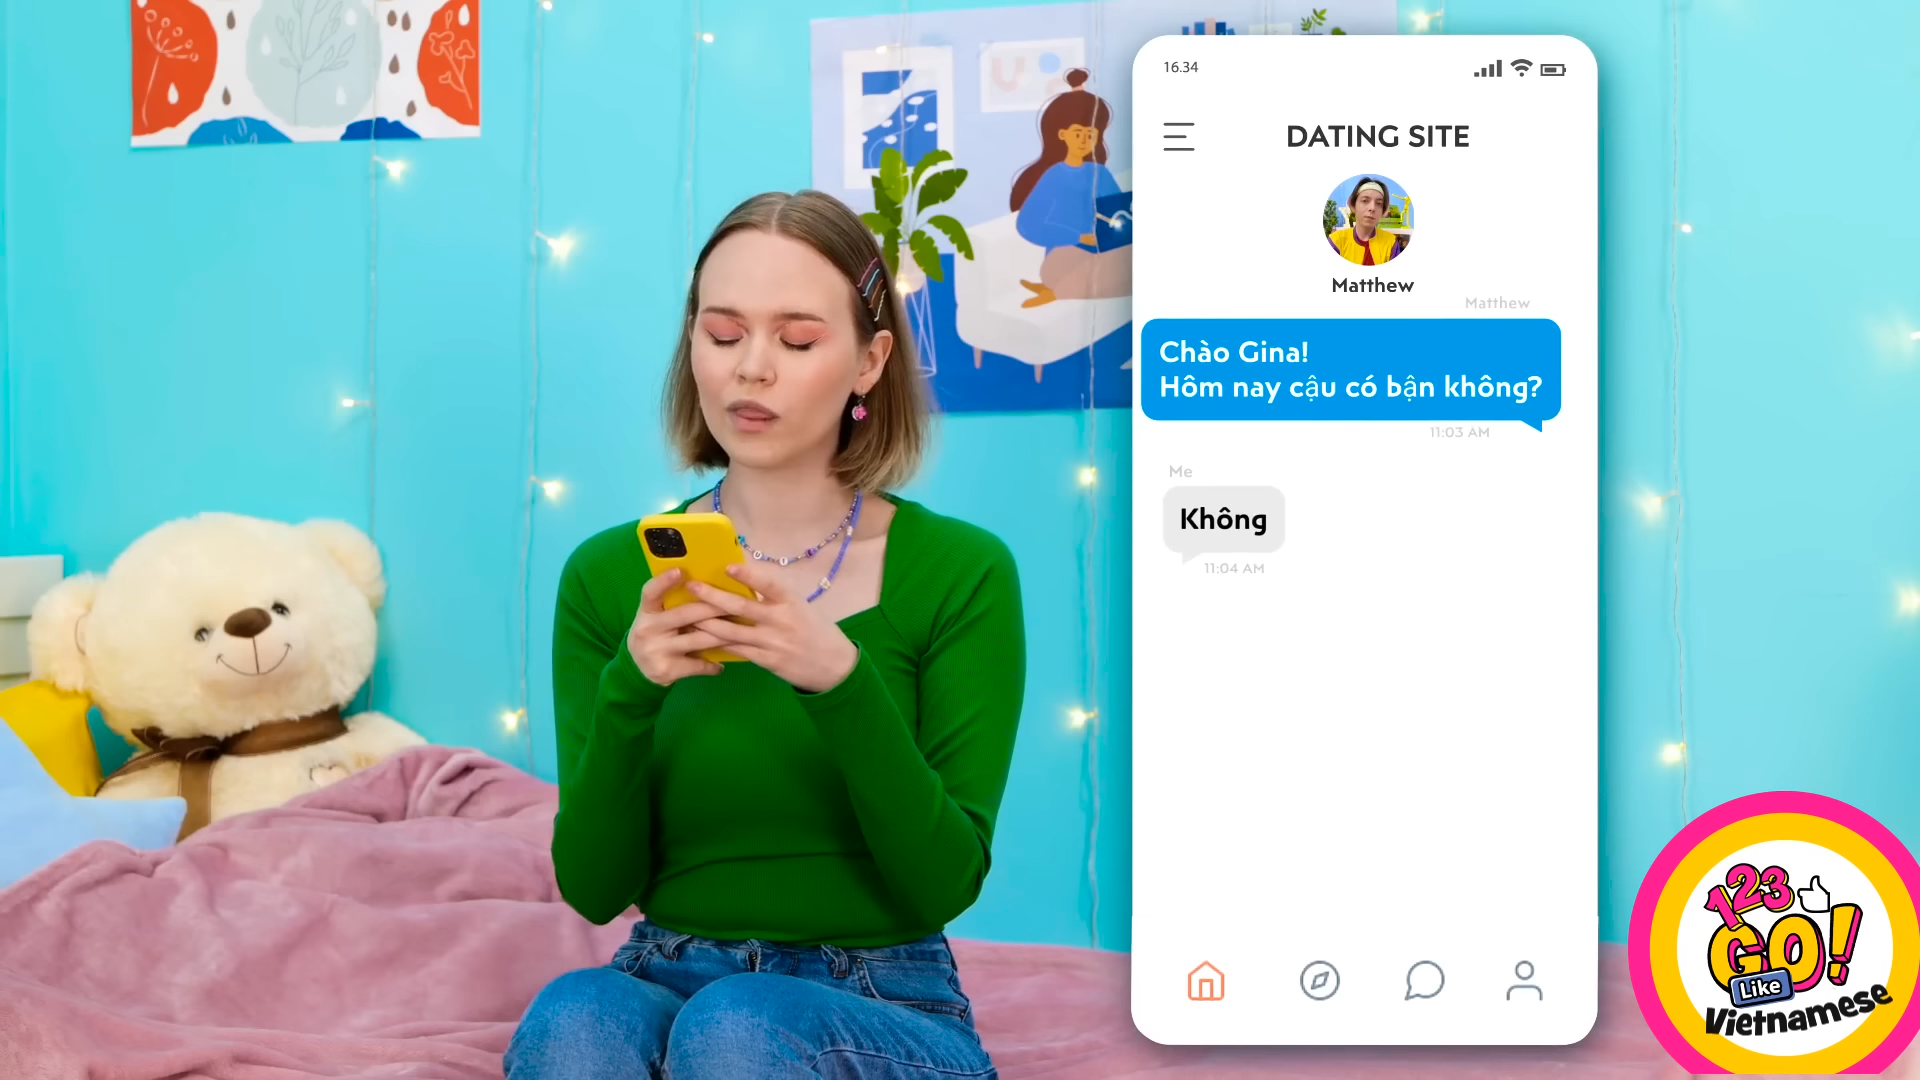 16.34
DATING SITE
Matthew
Matthew
Chào Gina!
Hôm nay cậu có bận không?
11:03 AM
Me
Không
11:04 AM
123
GO!
Like
Vietnamese